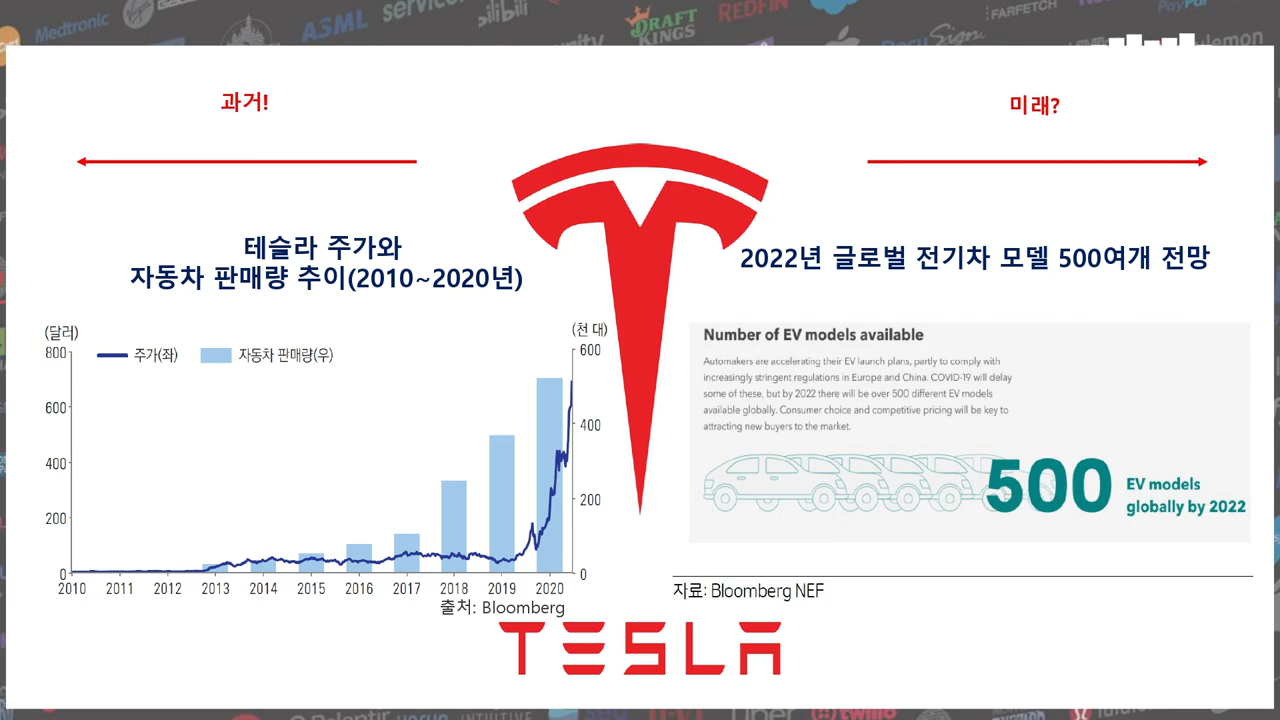 Medtronic
ASML
DRAFT
KINGS
REDFIN
FARFETCH
PayPal
과거!
미래?
테슬라 주가와
자동차 판매량 추이(2010~2020년)
2022년 글로벌 전기차 모델 500여개 전망
(달러)
(천 대)
주가(좌)
자동차 판매량(우)
800
600
400
200
0
600
400
200
0
2010 2011 2012 2013 2014 2015 2016 2017 2018 2019 2020
출처: Bloomberg
Number of EV models available
Automakers are accelerating their EV launch plans, partly to comply with
increasingly stringent regulations in Europe and China. COVID-19 will delay
some of these, but by 2022 there will be over 500 different EV models
available globally. Consumer choice and competitive pricing will be key to
attracting new buyers to the market.
500
EV models
globally by 2022
자료: Bloomberg NEF
TESLA